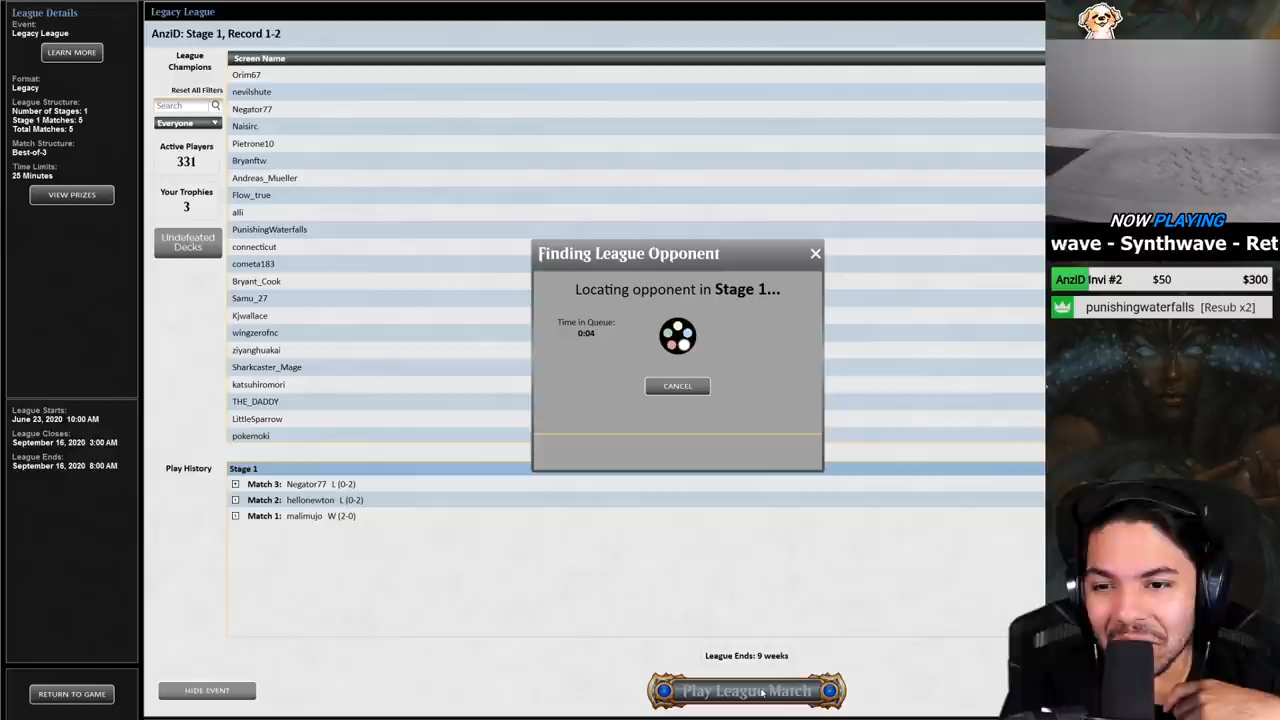 League Details
Event:
Legacy League
LEARN MORE
Format:
Legacy
League Structure:
Number of Stages: 1
Stage 1 Matches: 5
Total Matches: 5
Match Structure:
Best-of-3
Time Limits:
25 Minutes
VIEW PRIZES
League Starts:
June 23, 2020 10:00 AM
League Closes:
September 16, 2020 3:00 AM
League Ends:
September 16, 2020 8:00 AM
RETURN TO GAME
Legacy League
AnziD: Stage 1, Record 1-2
League Champions
Reset All Filters
Search
Everyone
Active Players
331
Your Trophies
3
Undefeated Decks
Screen Name
Orim67
nevilshute
Negator77
Naisirc
Pietrone10
Bryanftw
Andreas_Mueller
Flow_true
alli
PunishingWaterfalls
connecticut
cometa183
Bryant_Cook
Samu_27
Kjwallace
wingzerofnc
ziyanghuakai
Sharkcaster_Mage
katsuhiromori
THE_DADDY
LittleSparrow
pokemoki
Finding League Opponent
Locating opponent in Stage 1...
Time in Queue:
0:04
CANCEL
Play History
Stage 1
Match 3: Negator77 L (0-2)
Match 2: hellonewton L (0-2)
Match 1: malimujo W (2-0)
League Ends: 9 weeks
HIDE EVENT
Play League Match
NOW PLAYING
wave - Synthwave - Ret
AnziD Invi #2 $50 $300
punishingwaterfalls [Resub x2]